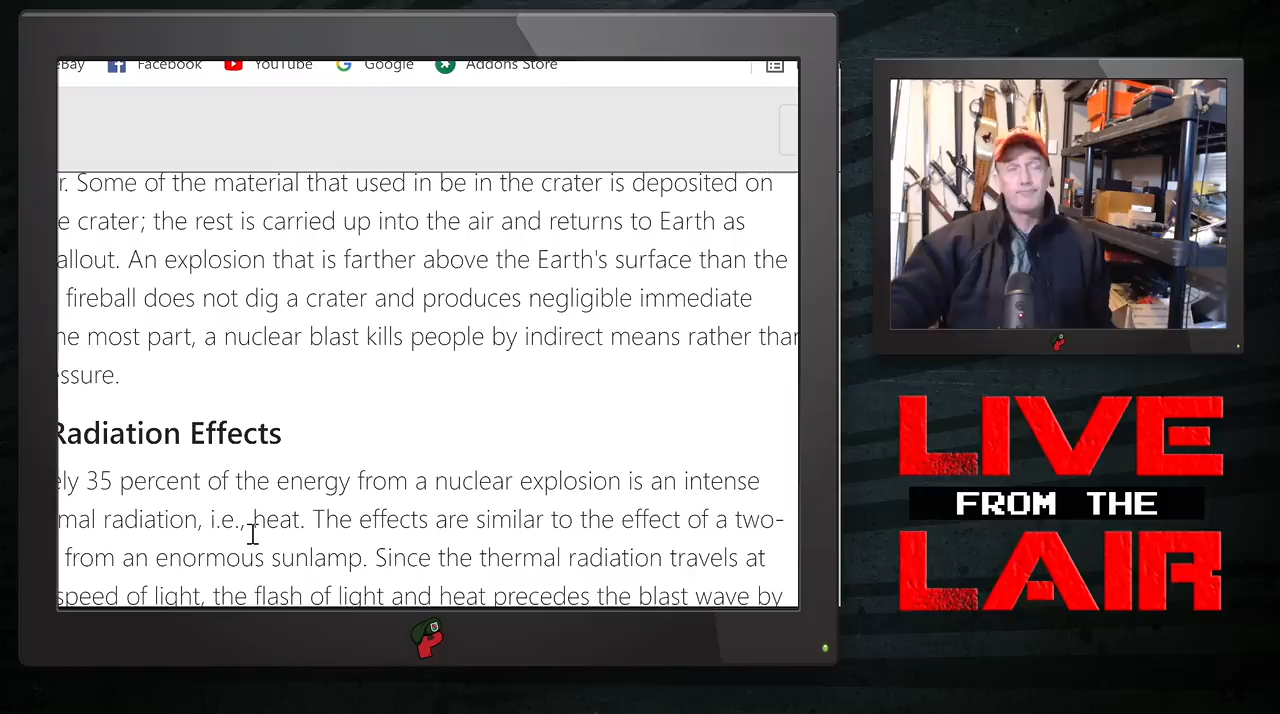 eBay Facebook YouTube Google Addons Store
r. Some of the material that used in be in the crater is deposited on
e crater; the rest is carried up into the air and returns to Earth as
allout. An explosion that is farther above the Earth's surface than the
fireball does not dig a crater and produces negligible immediate
he most part, a nuclear blast kills people by indirect means rather than
essure.
Radiation Effects
ely 35 percent of the energy from a nuclear explosion is an intense
mal radiation, i.e., heat. The effects are similar to the effect of a two-
from an enormous sunlamp. Since the thermal radiation travels at
speed of light, the flash of light and heat precedes the blast wave by
LIVE
FROM THE
LAIR